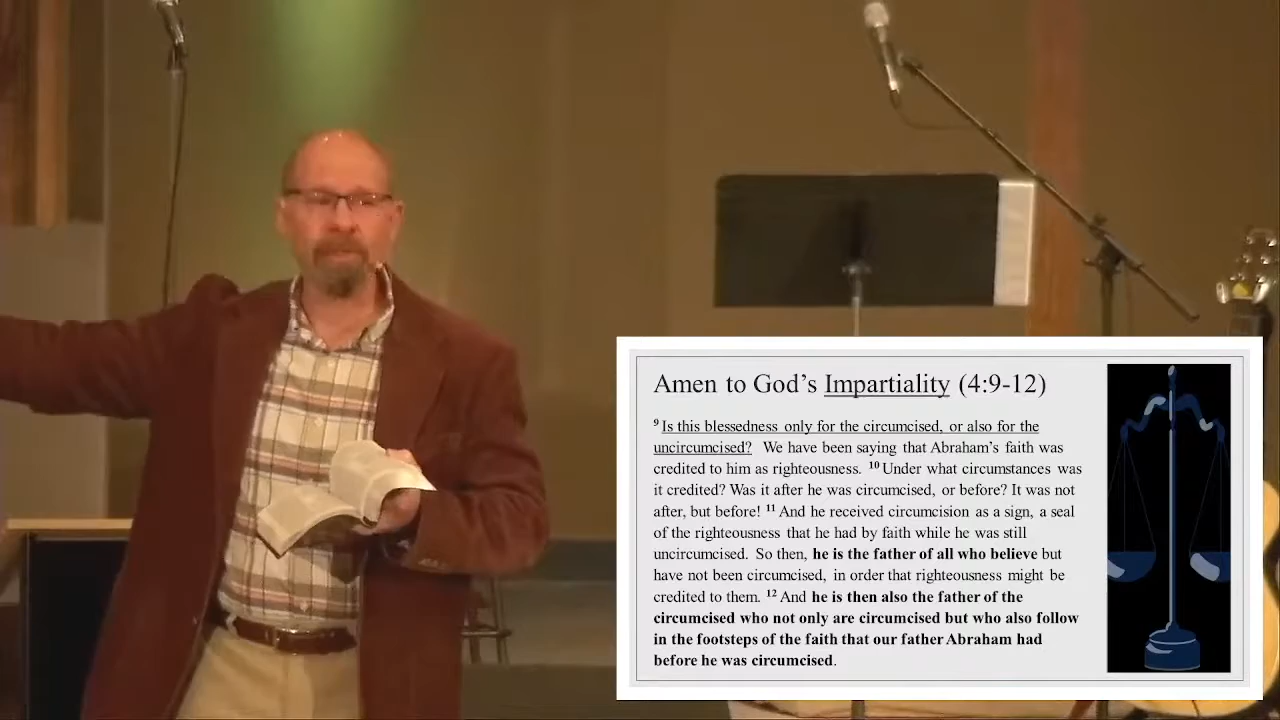 Amen to God's Impartiality (4:9-12)
9 Is this blessedness only for the circumcised, or also for the
uncircumcised? We have been saying that Abraham's faith was
credited to him as righteousness. 10 Under what circumstances was
it credited? Was it after he was circumcised, or before? It was not
after, but before! 11 And he received circumcision as a sign, a seal
of the righteousness that he had by faith while he was still
uncircumcised. So then, he is the father of all who believe but
have not been circumcised, in order that righteousness might be
credited to them. 12 And he is then also the father of the
circumcised who not only are circumcised but who also follow
in the footsteps of the faith that our father Abraham had
before he was circumcised.